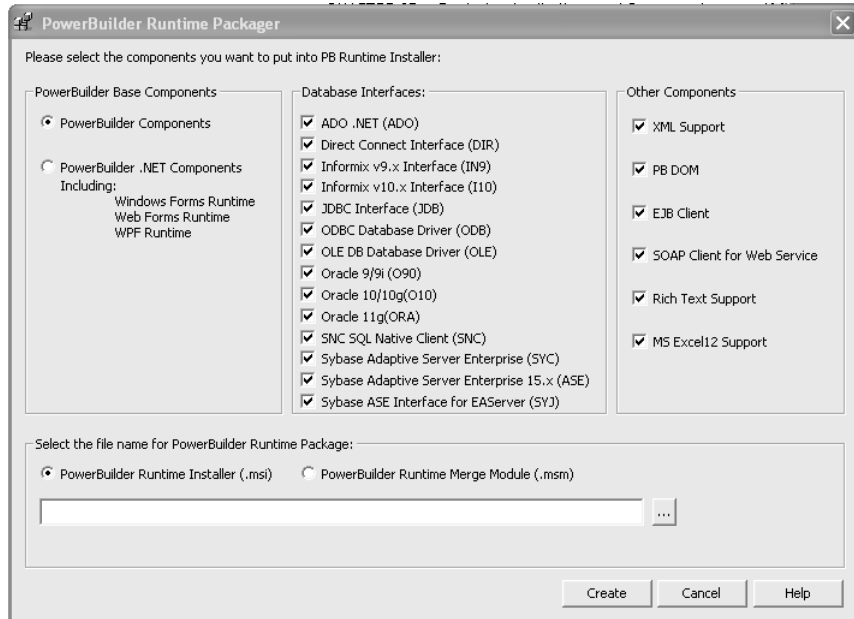 PowerBuilder Runtime Packager
Please select the components you want to put into PB Runtime Installer:
PowerBuilder Base Components
PowerBuilder Components
PowerBuilder .NET Components
Including:
Windows Forms Runtime
Web Forms Runtime
WPF Runtime
Database Interfaces:
ADO .NET (ADO)
Direct Connect Interface (DIR)
Informix v9.x Interface (IN9)
Informix v10.x Interface (I10)
JDBC Interface (JDB)
ODBC Database Driver (ODB)
OLE DB Database Driver (OLE)
Oracle 9/9i (O90)
Oracle 10/10g(O10)
Oracle 11g(ORA)
SNC SQL Native Client (SNC)
Sybase Adaptive Server Enterprise (SYC)
Sybase Adaptive Server Enterprise 15.x (ASE)
Sybase ASE Interface for EAServer (SYJ)
Other Components
XML Support
PB DOM
EJB Client
SOAP Client for Web Service
Rich Text Support
MS Excel12 Support
Select the file name for PowerBuilder Runtime Package:
PowerBuilder Runtime Installer (.msi)
PowerBuilder Runtime Merge Module (.msm)
...
Create
Cancel
Help